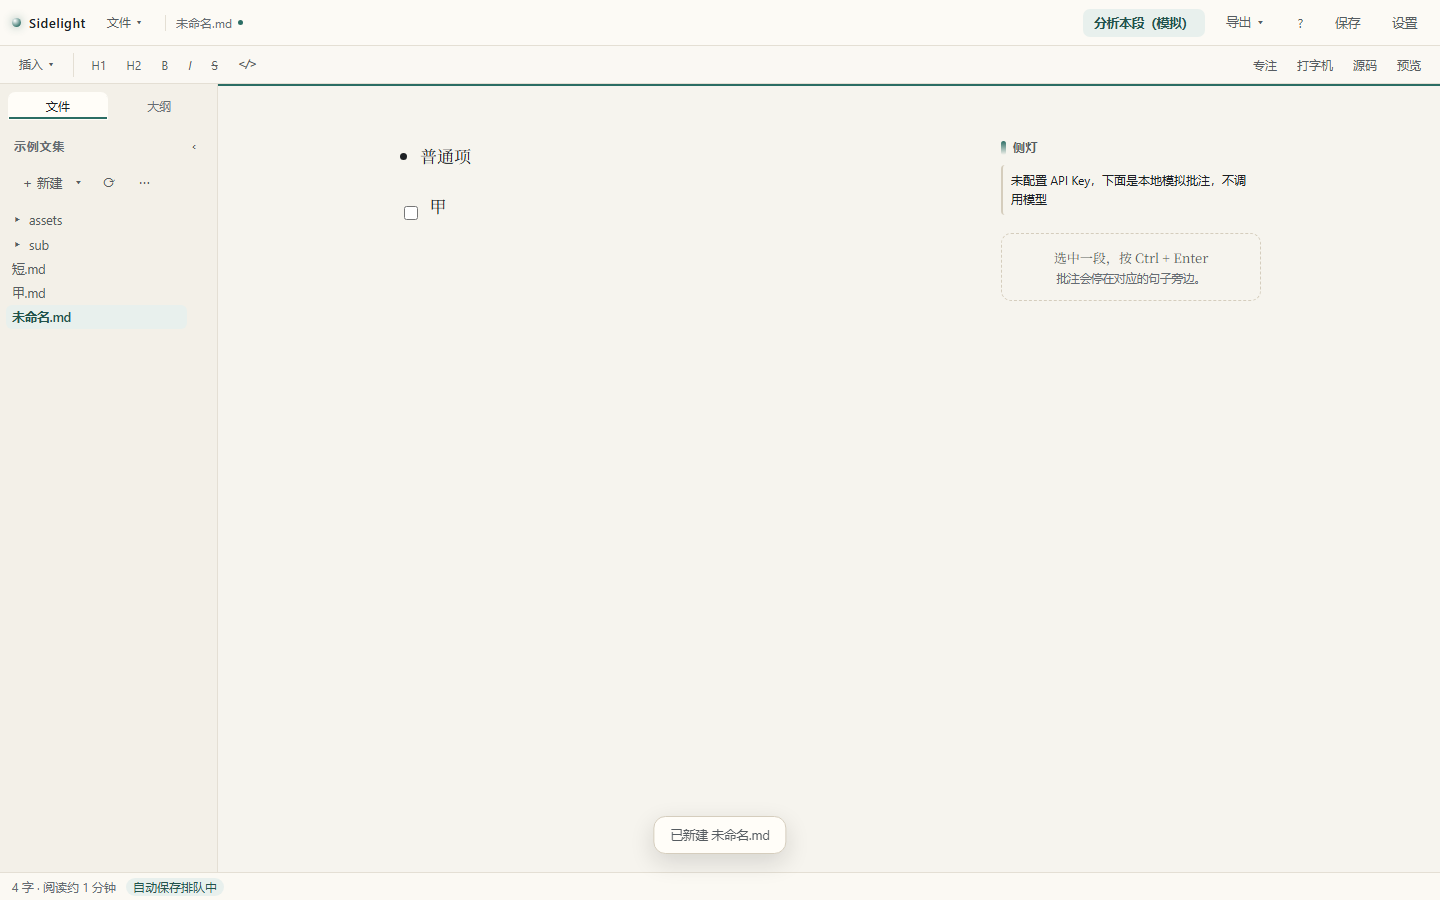 Sidelight 文件 未命名.md 分析本段（模拟） 导出 ? 保存 设置
插入 H1 H2 B I S </> 专注 打字机 源码 预览
文件 大纲
示例文集
+ 新建 ···
assets
sub
短.md
甲.md
未命名.md
普通项
甲
侧灯
未配置 API Key，下面是本地模拟批注，不调
用模型
选中一段，按 Ctrl + Enter
批注会停在对应的句子旁边。
已新建 未命名.md
4 字 · 阅读约 1 分钟 自动保存排队中